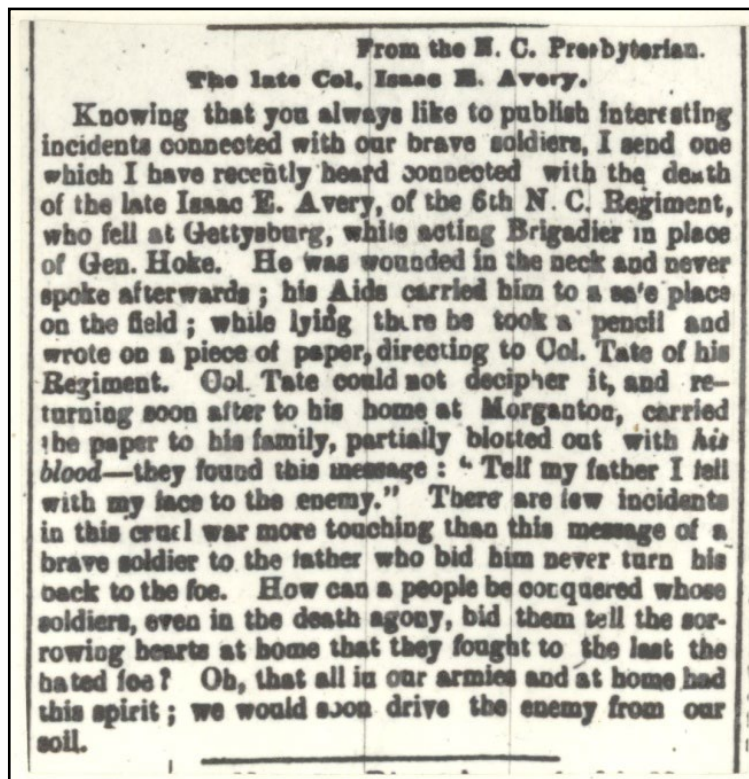 From the N. C. Presbyterian.
The late Col. Isaac E. Avery.
Knowing that you always like to publish interesting
incidents connected with our brave soldiers, I send one
which I have recently heard connected with the death
of the late Isaac E. Avery, of the 6th N. C. Regiment,
who fell at Gettysburg, while acting Brigadier in place
of Gen. Hoke. He was wounded in the neck and never
spoke afterwards ; his Aids carried him to a safe place
on the field ; while lying there he took a pencil and
wrote on a piece of paper, directing to Col. Tate of his
Regiment. Col. Tate could not decipher it, and re-
turning soon after to his home at Morganton, carried
the paper to his family, partially blotted out with his
blood—they found this message : “ Tell my father I fell
with my face to the enemy.” There are few incidents
in this cruel war more touching than this message of a
brave soldier to the father who bid him never turn his
back to the foe. How can a people be conquered whose
soldiers, even in the death agony, bid them tell the sor-
rowing hearts at home that they fought to the last the
hated foe ? Oh, that all in our armies and at home had
this spirit ; we would soon drive the enemy from our
soil.